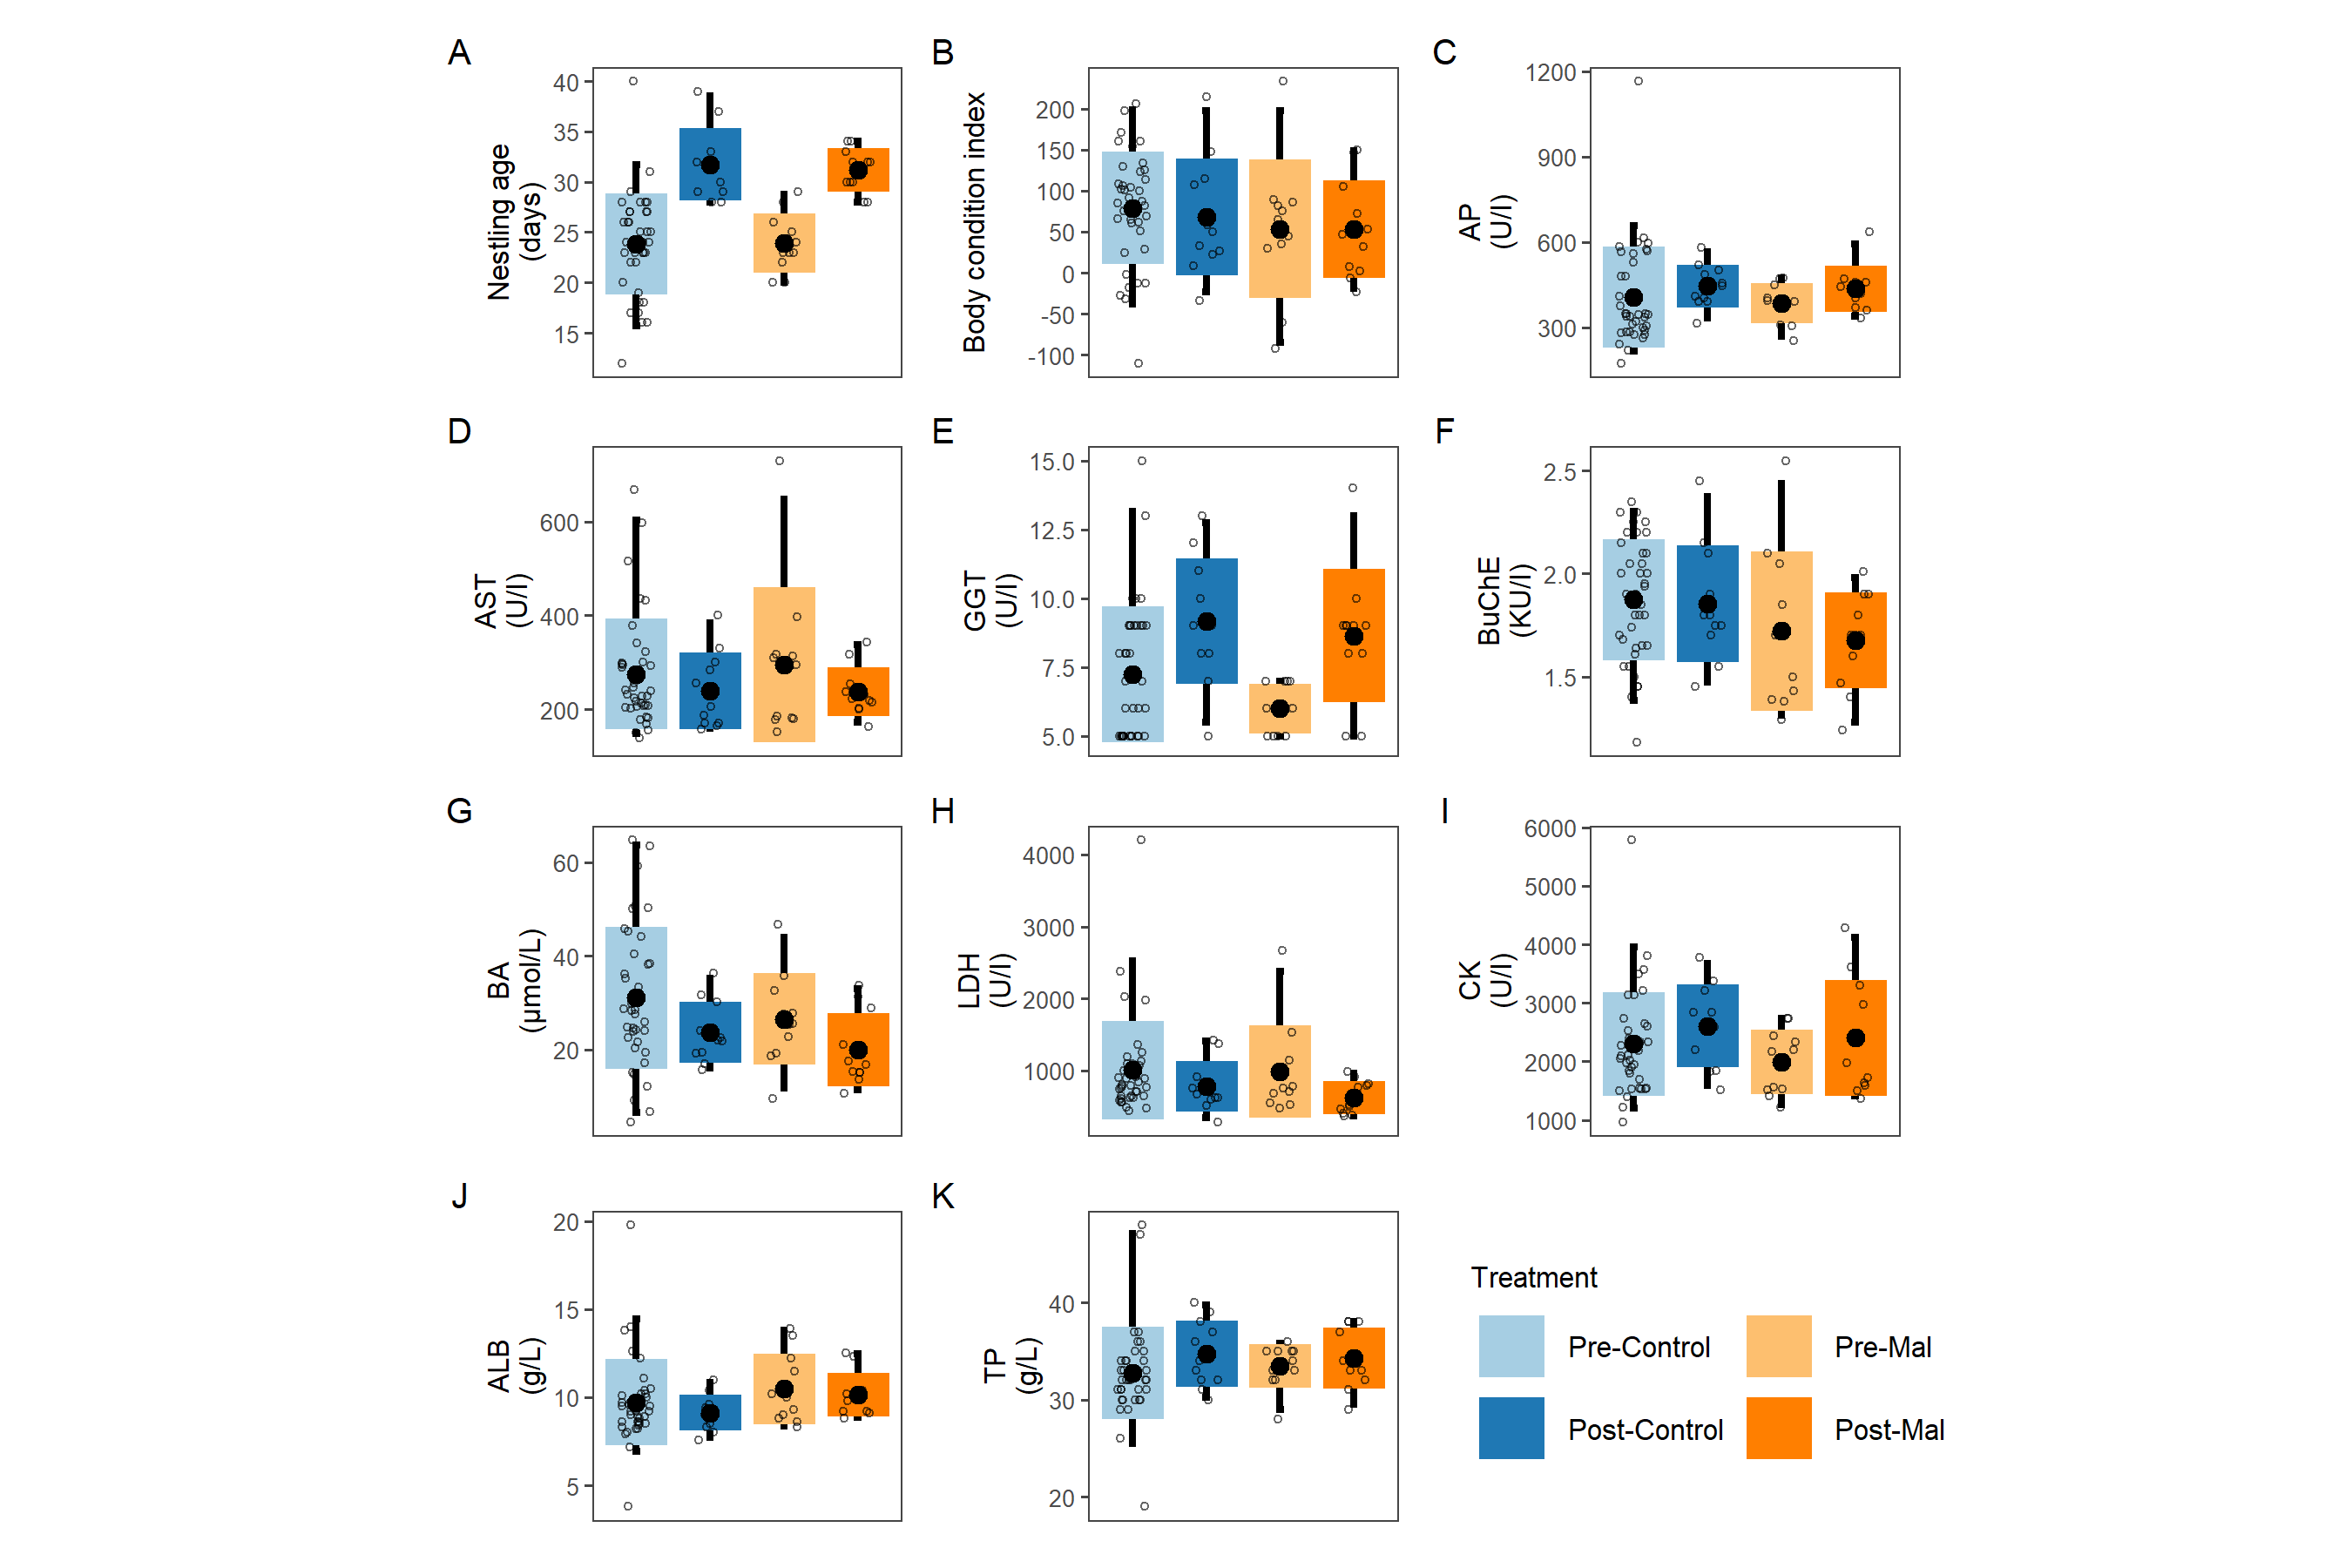 A
Nestling age
(days)
40
35
30
25
20
15
B
Body condition index
200
150
100
50
0
-50
-100
C
AP
(U/l)
1200
900
600
300
D
AST
(U/l)
600
400
200
E
GGT
(U/l)
15.0
12.5
10.0
7.5
5.0
F
BuChE
(KU/l)
2.5
2.0
1.5
G
BA
(µmol/L)
60
40
20
H
LDH
(U/l)
4000
3000
2000
1000
I
CK
(U/l)
6000
5000
4000
3000
2000
1000
J
ALB
(g/L)
20
15
10
5
K
TP
(g/L)
40
30
20
Treatment
Pre-Control
Pre-Mal
Post-Control
Post-Mal